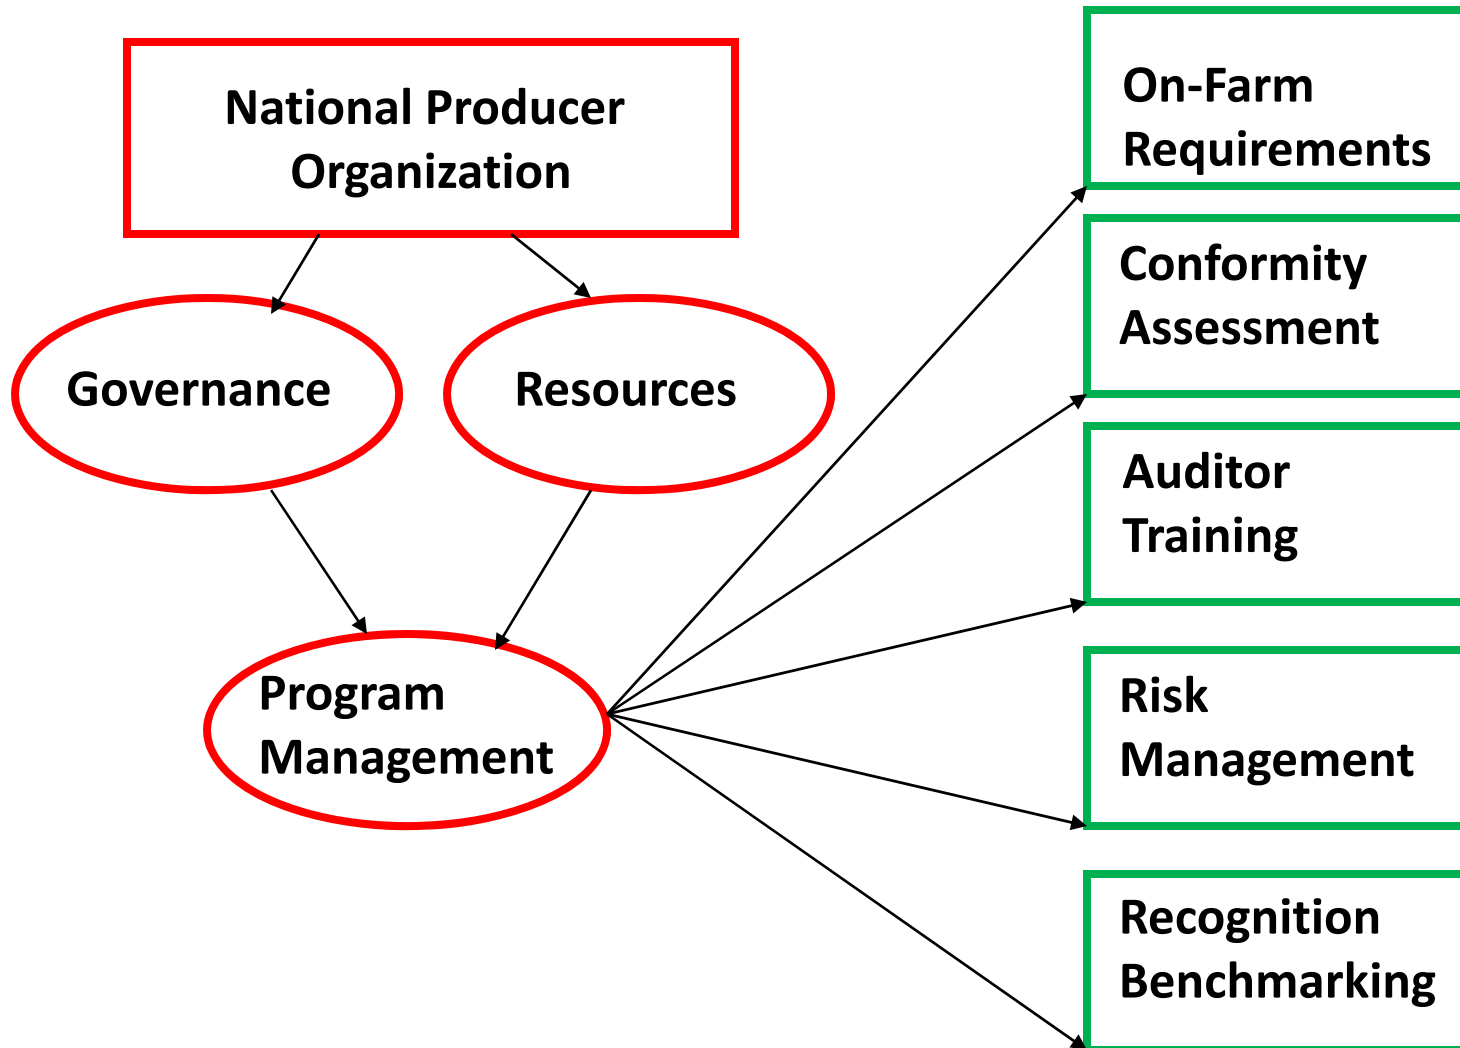 National Producer
Organization
Governance
Resources
Program
Management
On-Farm
Requirements
Conformity
Assessment
Auditor
Training
Risk
Management
Recognition
Benchmarking